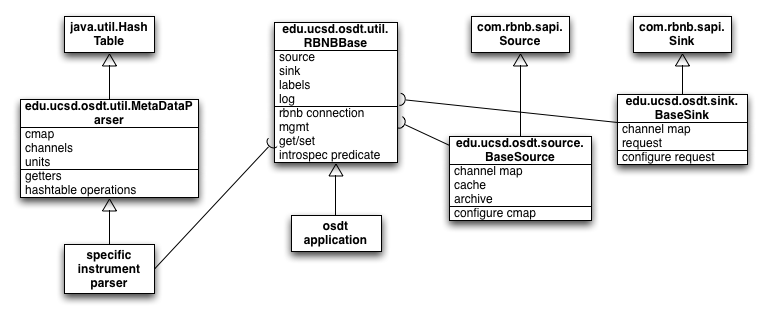 java.util.Hash
Table
edu.ucsd.osdt.util.MetaDataP
arser
cmap
channels
units
getters
hashtable operations
specific
instrument
parser
edu.ucsd.osdt.util.
RBNBBase
source
sink
labels
log
rbnb connection
mgmt
get/set
introspec predicate
osdt
application
com.rbnb.sapi.
Source
edu.ucsd.osdt.source.
BaseSource
channel map
cache
archive
configure cmap
com.rbnb.sapi.
Sink
edu.ucsd.osdt.sink.
BaseSink
channel map
request
configure request